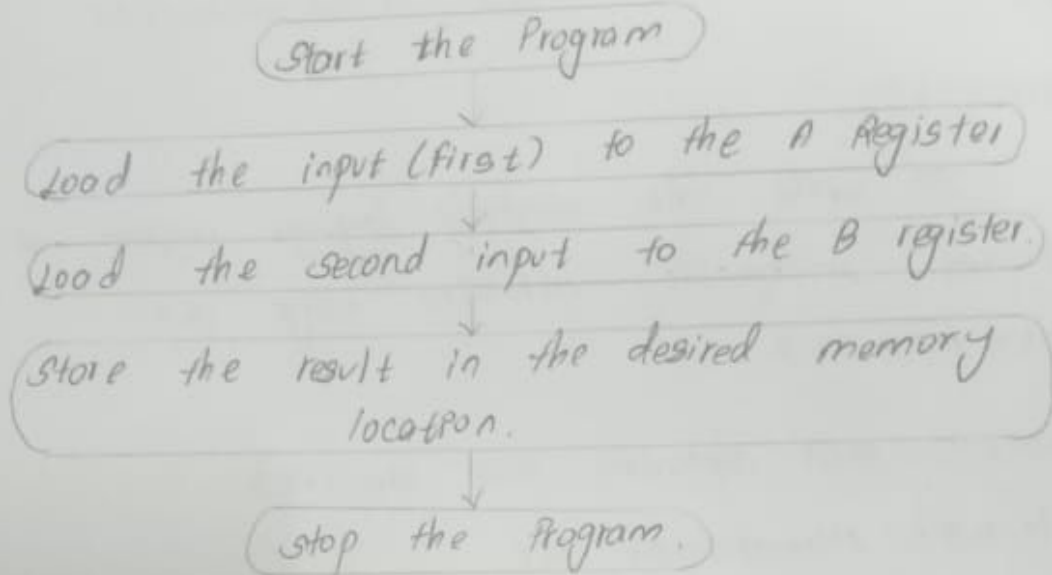 Start the Program
Load the input (first) to the A Register
Load the second input to the B register.
Store the result in the desired memory
location.
Stop the Program.